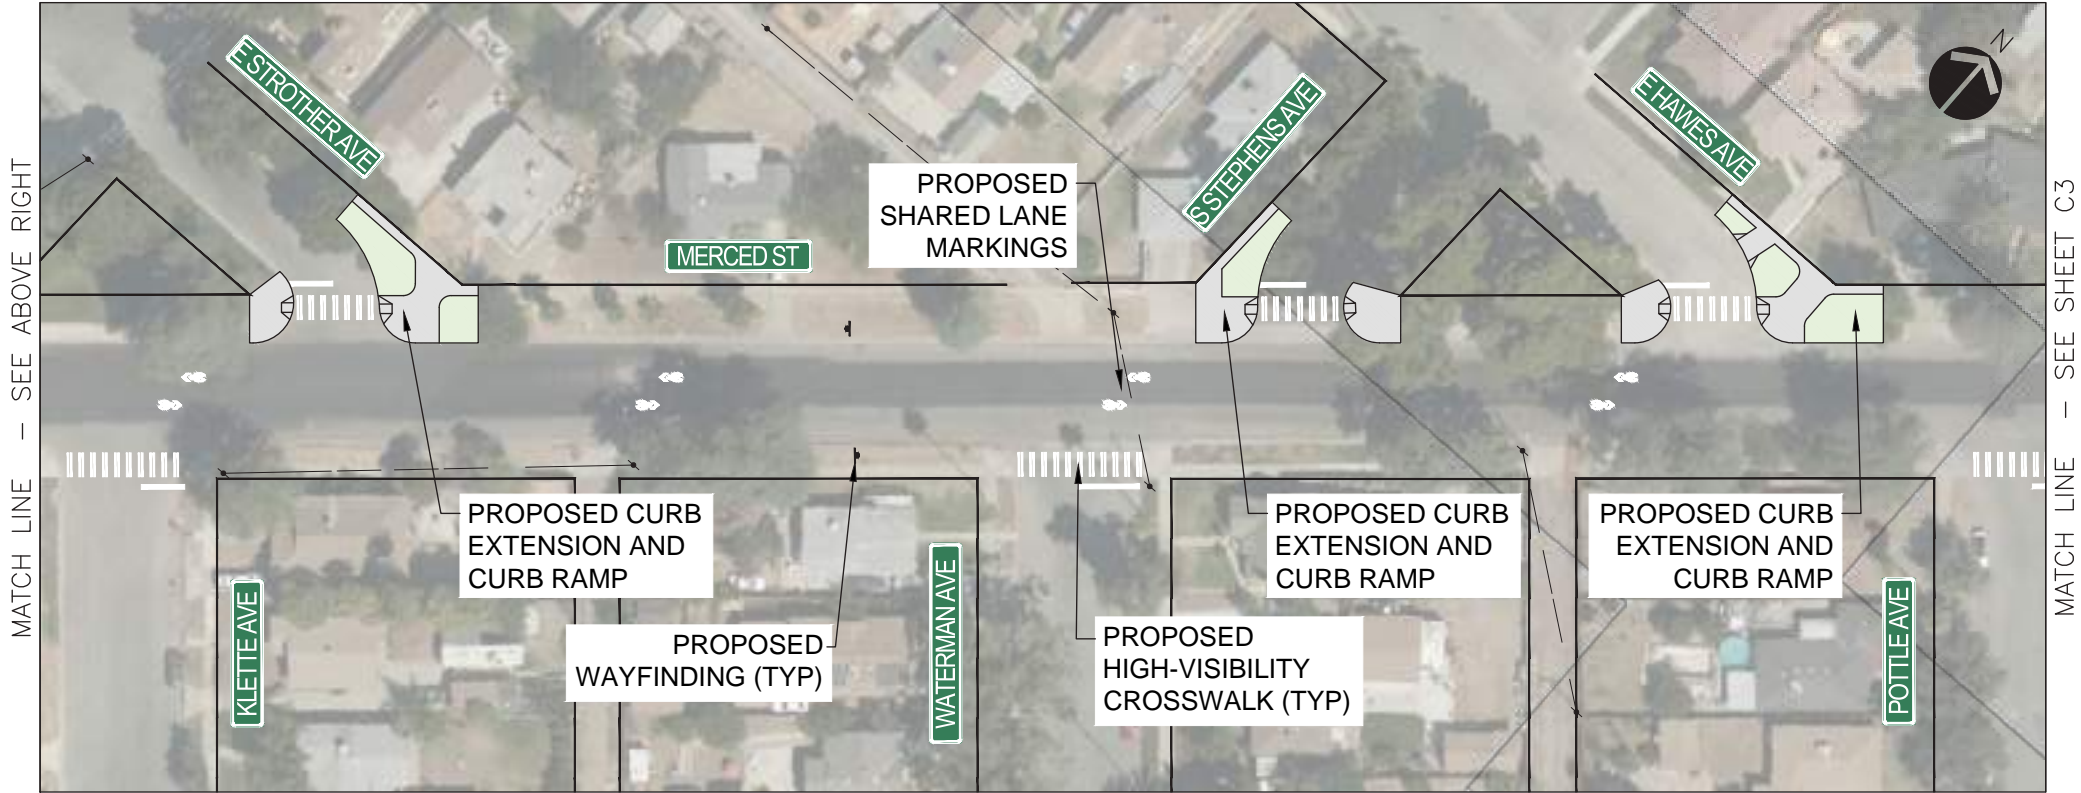 MATCH LINE – SEE ABOVE RIGHT
E STROTHER AVE
MERCED ST
PROPOSED
SHARED LANE
MARKINGS
S STEPHENS AVE
E HAWES AVE
N
MATCH LINE – SEE SHEET C3
PROPOSED CURB
EXTENSION AND
CURB RAMP
PROPOSED CURB
EXTENSION AND
CURB RAMP
PROPOSED CURB
EXTENSION AND
CURB RAMP
KLETTE AVE
PROPOSED
WAYFINDING (TYP)
WATERMAN AVE
PROPOSED
HIGH-VISIBILITY
CROSSWALK (TYP)
POTTLE AVE